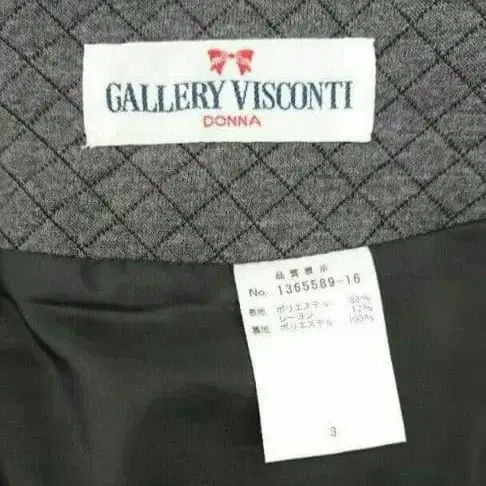 GALLERY VISCONTI
DONNA
品質表示
No. 1365589-16
表地 ポリエステル 88%
レーヨン 12%
裏地 ポリエステル 100%
3